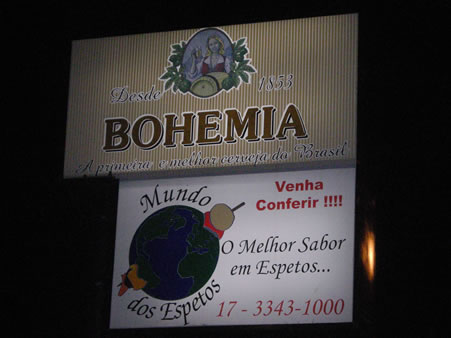 Desde 1853
BOHEMIA
A primeira, e melhor cerveja do Brasil
Mundo
dos Espetos
Venha
Conferir !!!!
O Melhor Sabor
em Espetos...
17 - 3343-1000